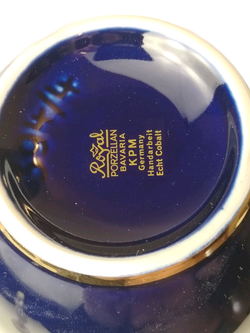 Royal
PORZELLAN
BAVARIA
KPM
Germany
Handarbeit
Echt Cobalt